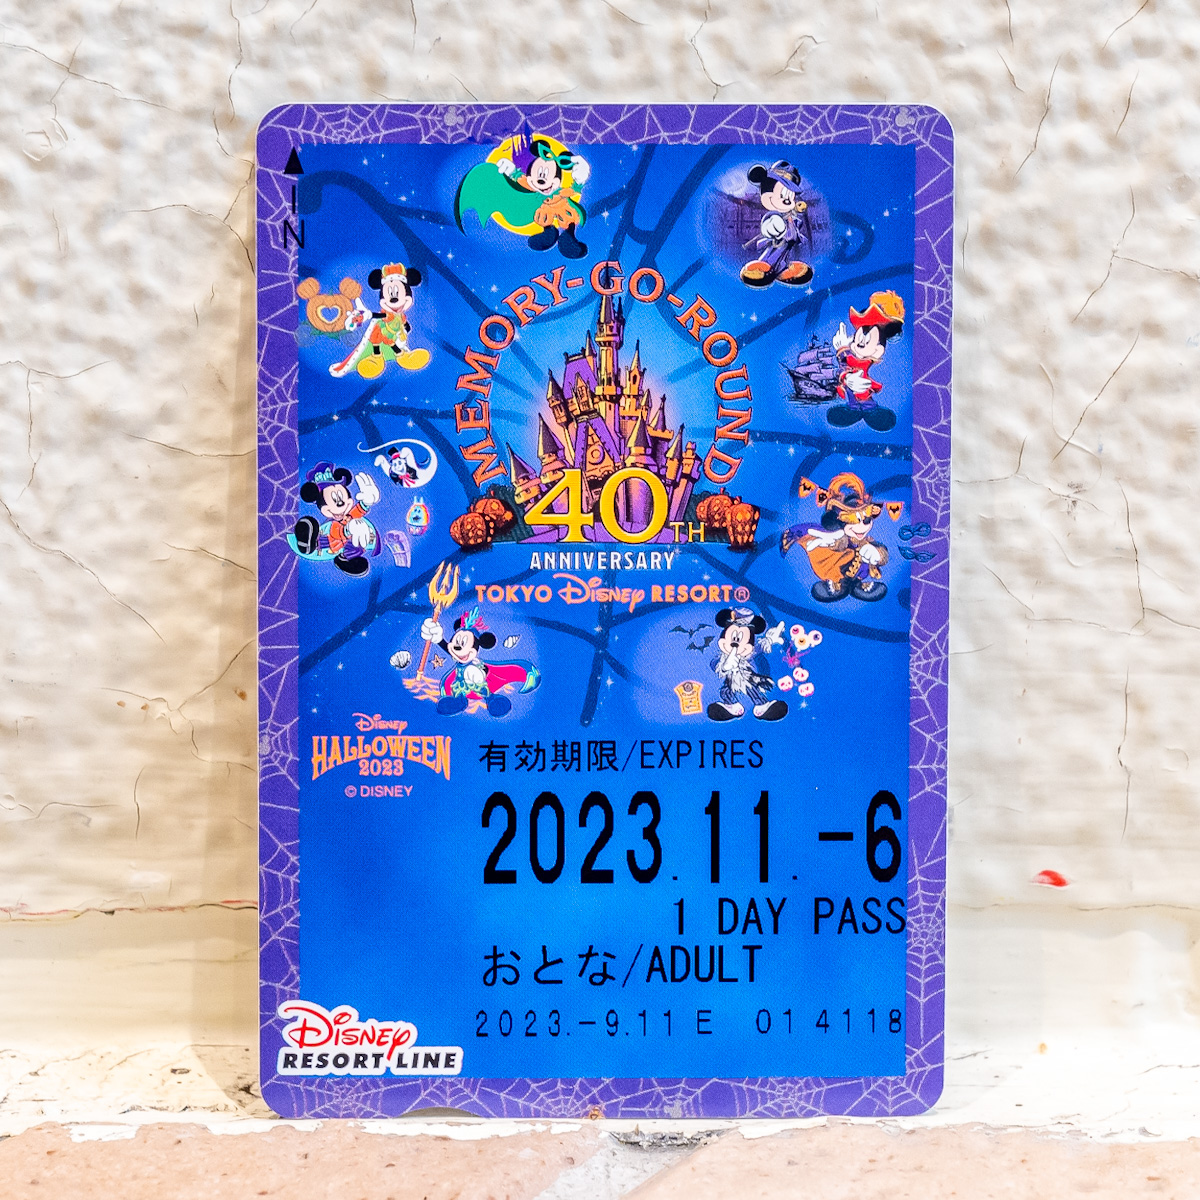 IN
MEMORY-GO-ROUND
40TH
ANNIVERSARY
TOKYO Disney RESORT®
Disney
HALLOWEEN
2023
© DISNEY
有効期限/EXPIRES
2023.11.-6
1 DAY PASS
おとな/ADULT
2023.-9.11 E 014118
Disney
RESORT LINE